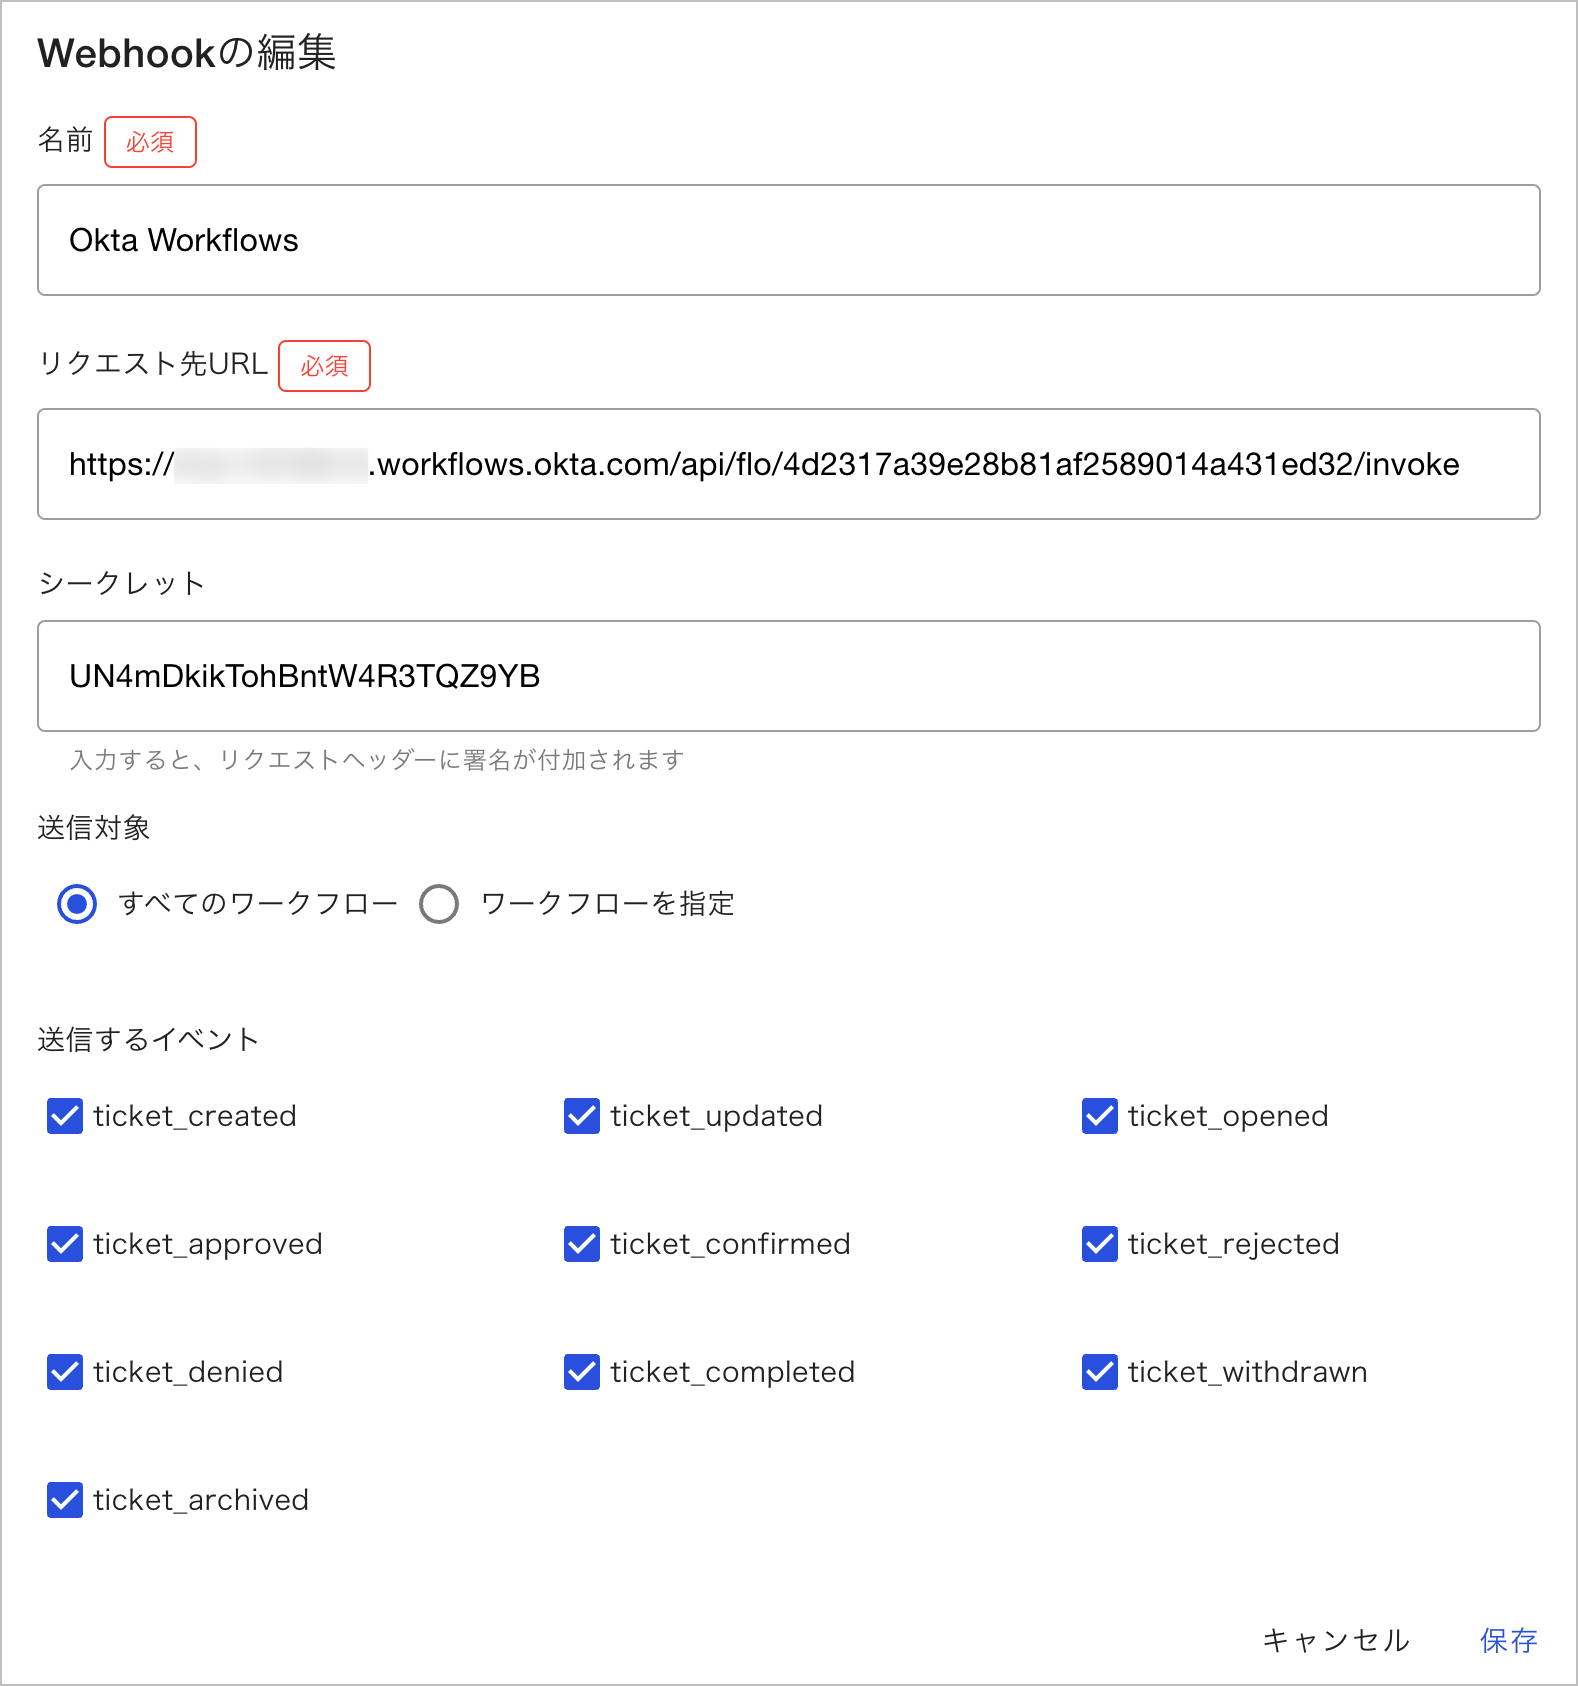 Webhookの編集
名前 必須
Okta Workflows
リクエスト先URL 必須
https:// .workflows.okta.com/api/flo/4d2317a39e28b81af2589014a431ed32/invoke
シークレット
UN4mDkikTohBntW4R3TQZ9YB
入力すると、リクエストヘッダーに署名が付加されます
送信対象
すべてのワークフロー ワークフローを指定
送信するイベント
ticket_created ticket_updated ticket_opened
ticket_approved ticket_confirmed ticket_rejected
ticket_denied ticket_completed ticket_withdrawn
ticket_archived
キャンセル 保存